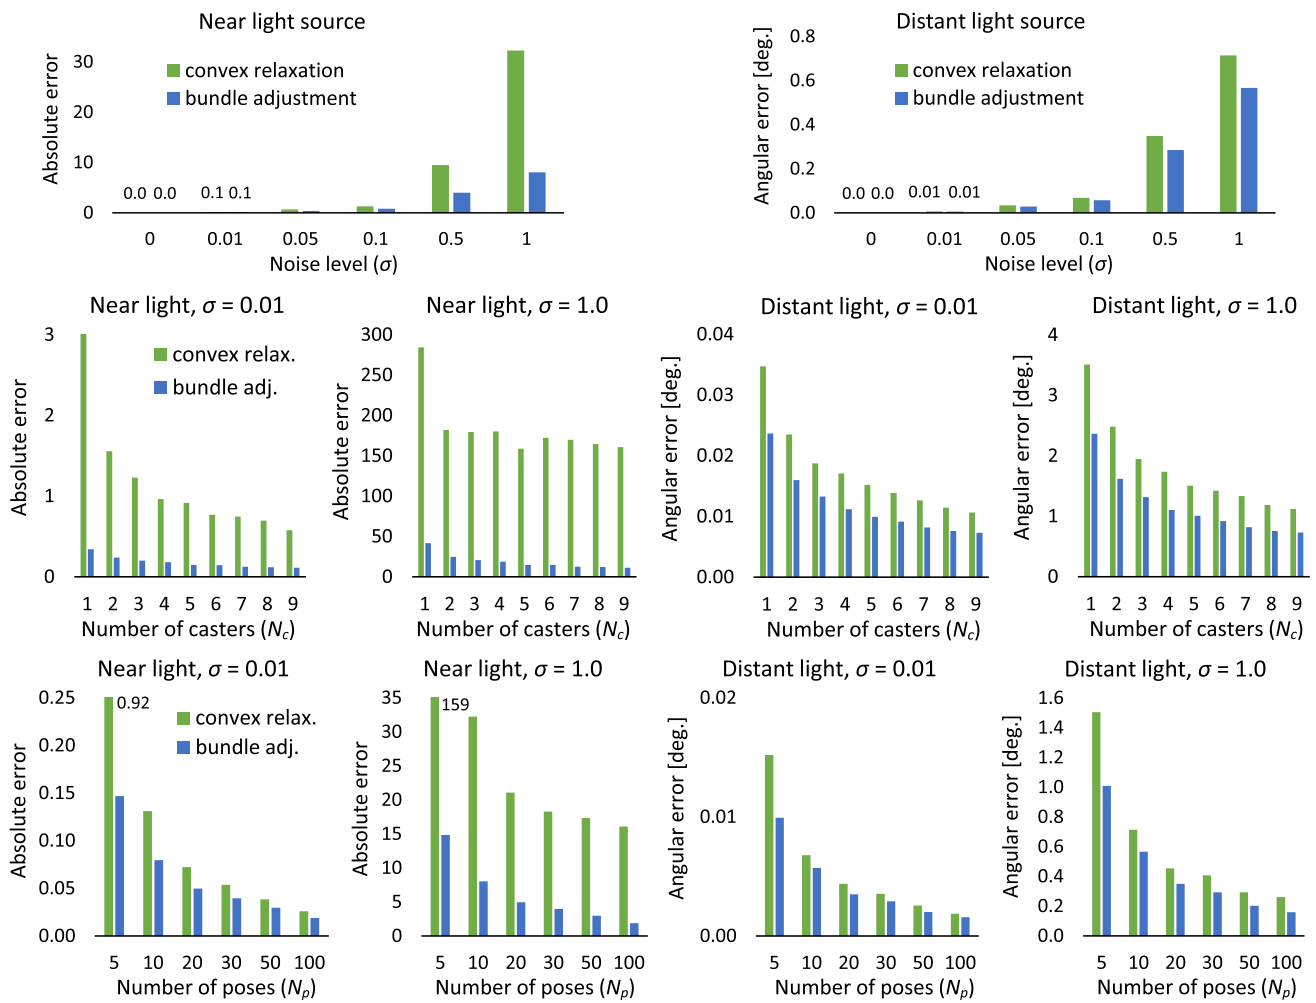 Near light source
Absolute error
30
20
10
0
convex relaxation
bundle adjustment
0.0 0.0
0.1 0.1
0 0.01 0.05 0.1 0.5 1
Noise level (σ)
Distant light source
Angular error [deg.]
0.8
0.6
0.4
0.2
0.0
convex relaxation
bundle adjustment
0.0 0.0
0.01 0.01
0 0.01 0.05 0.1 0.5 1
Noise level (σ)
Near light, σ = 0.01
Absolute error
3
2
1
0
convex relax.
bundle adj.
1 2 3 4 5 6 7 8 9
Number of casters (Nc)
Near light, σ = 1.0
Absolute error
300
250
200
150
100
50
0
1 2 3 4 5 6 7 8 9
Number of casters (Nc)
Distant light, σ = 0.01
Angular error [deg.]
0.04
0.03
0.02
0.01
0.00
1 2 3 4 5 6 7 8 9
Number of casters (Nc)
Distant light, σ = 1.0
Angular error [deg.]
4
3
2
1
0
1 2 3 4 5 6 7 8 9
Number of casters (Nc)
Near light, σ = 0.01
Absolute error
0.25
0.20
0.15
0.10
0.05
0.00
0.92
convex relax.
bundle adj.
5 10 20 30 50 100
Number of poses (Np)
Near light, σ = 1.0
Absolute error
35
30
25
20
15
10
5
0
159
5 10 20 30 50 100
Number of poses (Np)
Distant light, σ = 0.01
Angular error [deg.]
0.02
0.01
0.00
5 10 20 30 50 100
Number of poses (Np)
Distant light, σ = 1.0
Angular error [deg.]
1.6
1.4
1.2
1.0
0.8
0.6
0.4
0.2
0.0
5 10 20 30 50 100
Number of poses (Np)